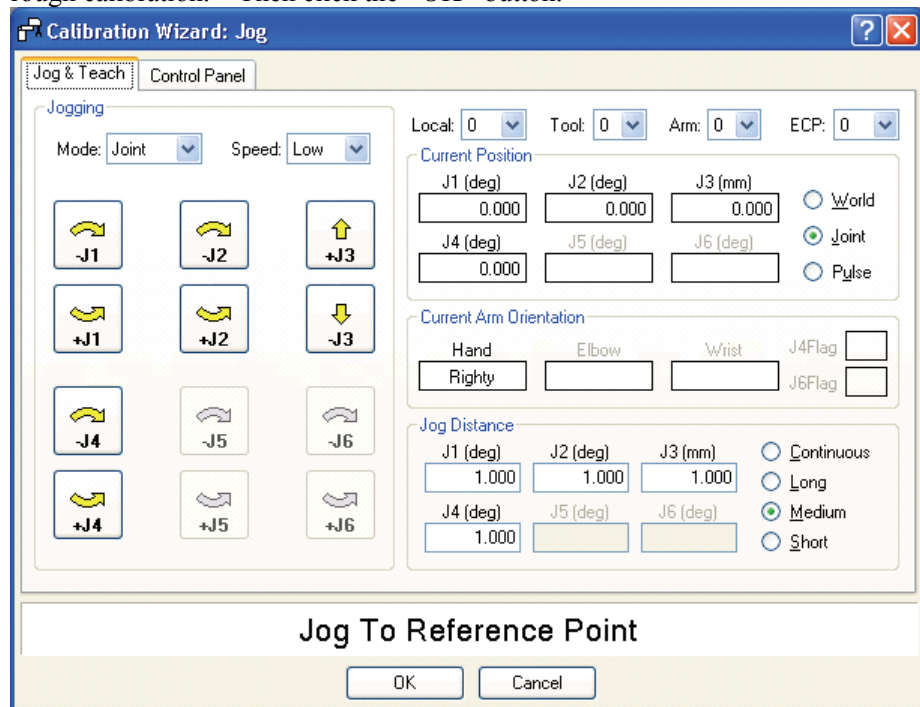 rough calibration. Then click the "OK" button.
Calibration Wizard: Jog
Jog & Teach Control Panel
Jogging
Mode: Joint Speed: Low
-J1 -J2 +J3
+J1 +J2 -J3
-J4 -J5 -J6
+J4 +J5 +J6
Local: 0 Tool: 0 Arm: 0 ECP: 0
Current Position
J1 (deg) J2 (deg) J3 (mm)
0.000 0.000 0.000
J4 (deg) J5 (deg) J6 (deg)
0.000
World
Joint
Pulse
Current Arm Orientation
Hand Elbow Wrist J4Flag
Righty J6Flag
Jog Distance
J1 (deg) J2 (deg) J3 (mm)
1.000 1.000 1.000
J4 (deg) J5 (deg) J6 (deg)
1.000
Continuous
Long
Medium
Short
Jog To Reference Point
OK Cancel